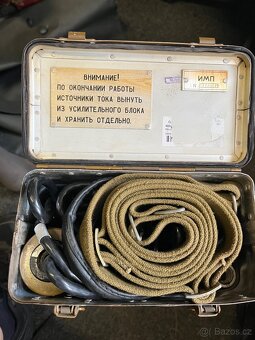 ВНИМАНИЕ!
ПО ОКОНЧАНИИ РАБОТЫ
ИСТОЧНИКИ ТОКА ВЫНУТЬ
ИЗ УСИЛИТЕЛЬНОГО БЛОКА
И ХРАНИТЬ ОТДЕЛЬНО.
ИМП
Bazos.cz